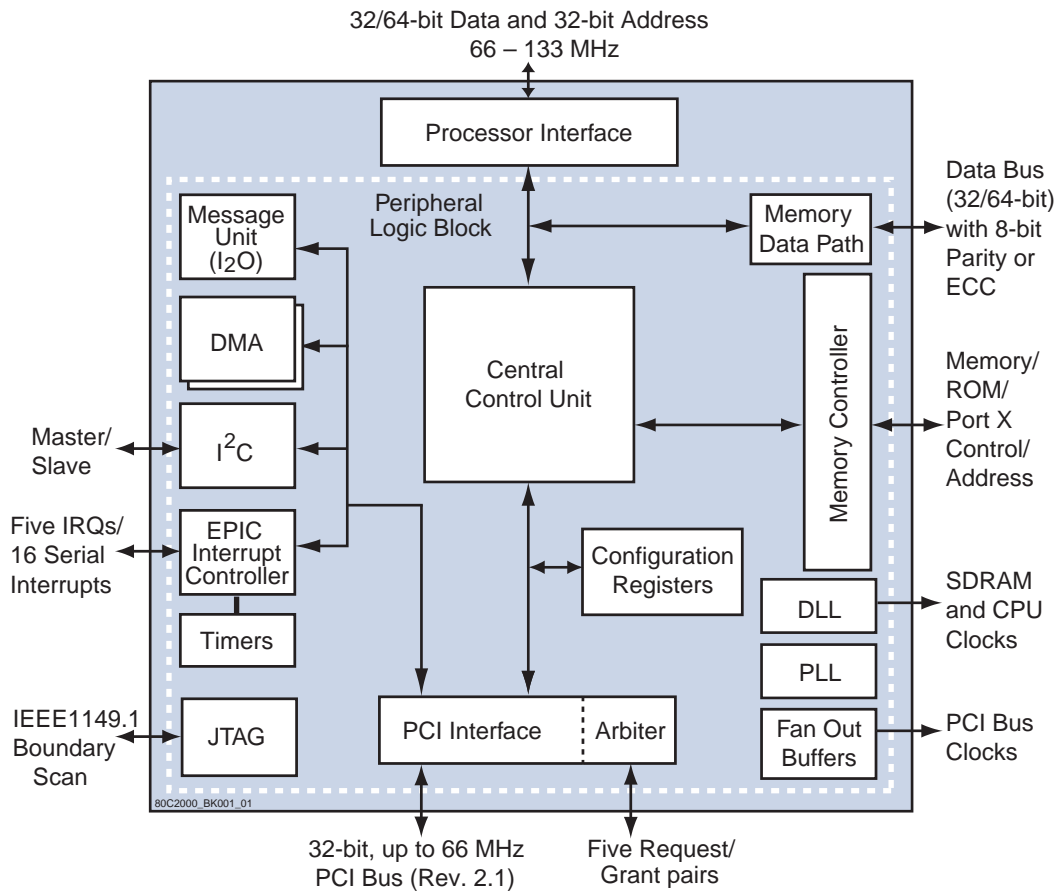 32/64-bit Data and 32-bit Address
66 – 133 MHz
Processor Interface
Peripheral
Logic Block
Message
Unit
(I2O)
DMA
I2C
EPIC
Interrupt
Controller
Timers
JTAG
Master/
Slave
Five IRQs/
16 Serial
Interrupts
IEEE1149.1
Boundary
Scan
Central
Control Unit
Configuration
Registers
PCI Interface
Arbiter
Memory
Data Path
Memory Controller
DLL
PLL
Fan Out
Buffers
Data Bus
(32/64-bit)
with 8-bit
Parity or
ECC
Memory/
ROM/
Port X
Control/
Address
SDRAM
and CPU
Clocks
PCI Bus
Clocks
80C2000_BK001_01
32-bit, up to 66 MHz
PCI Bus (Rev. 2.1)
Five Request/
Grant pairs